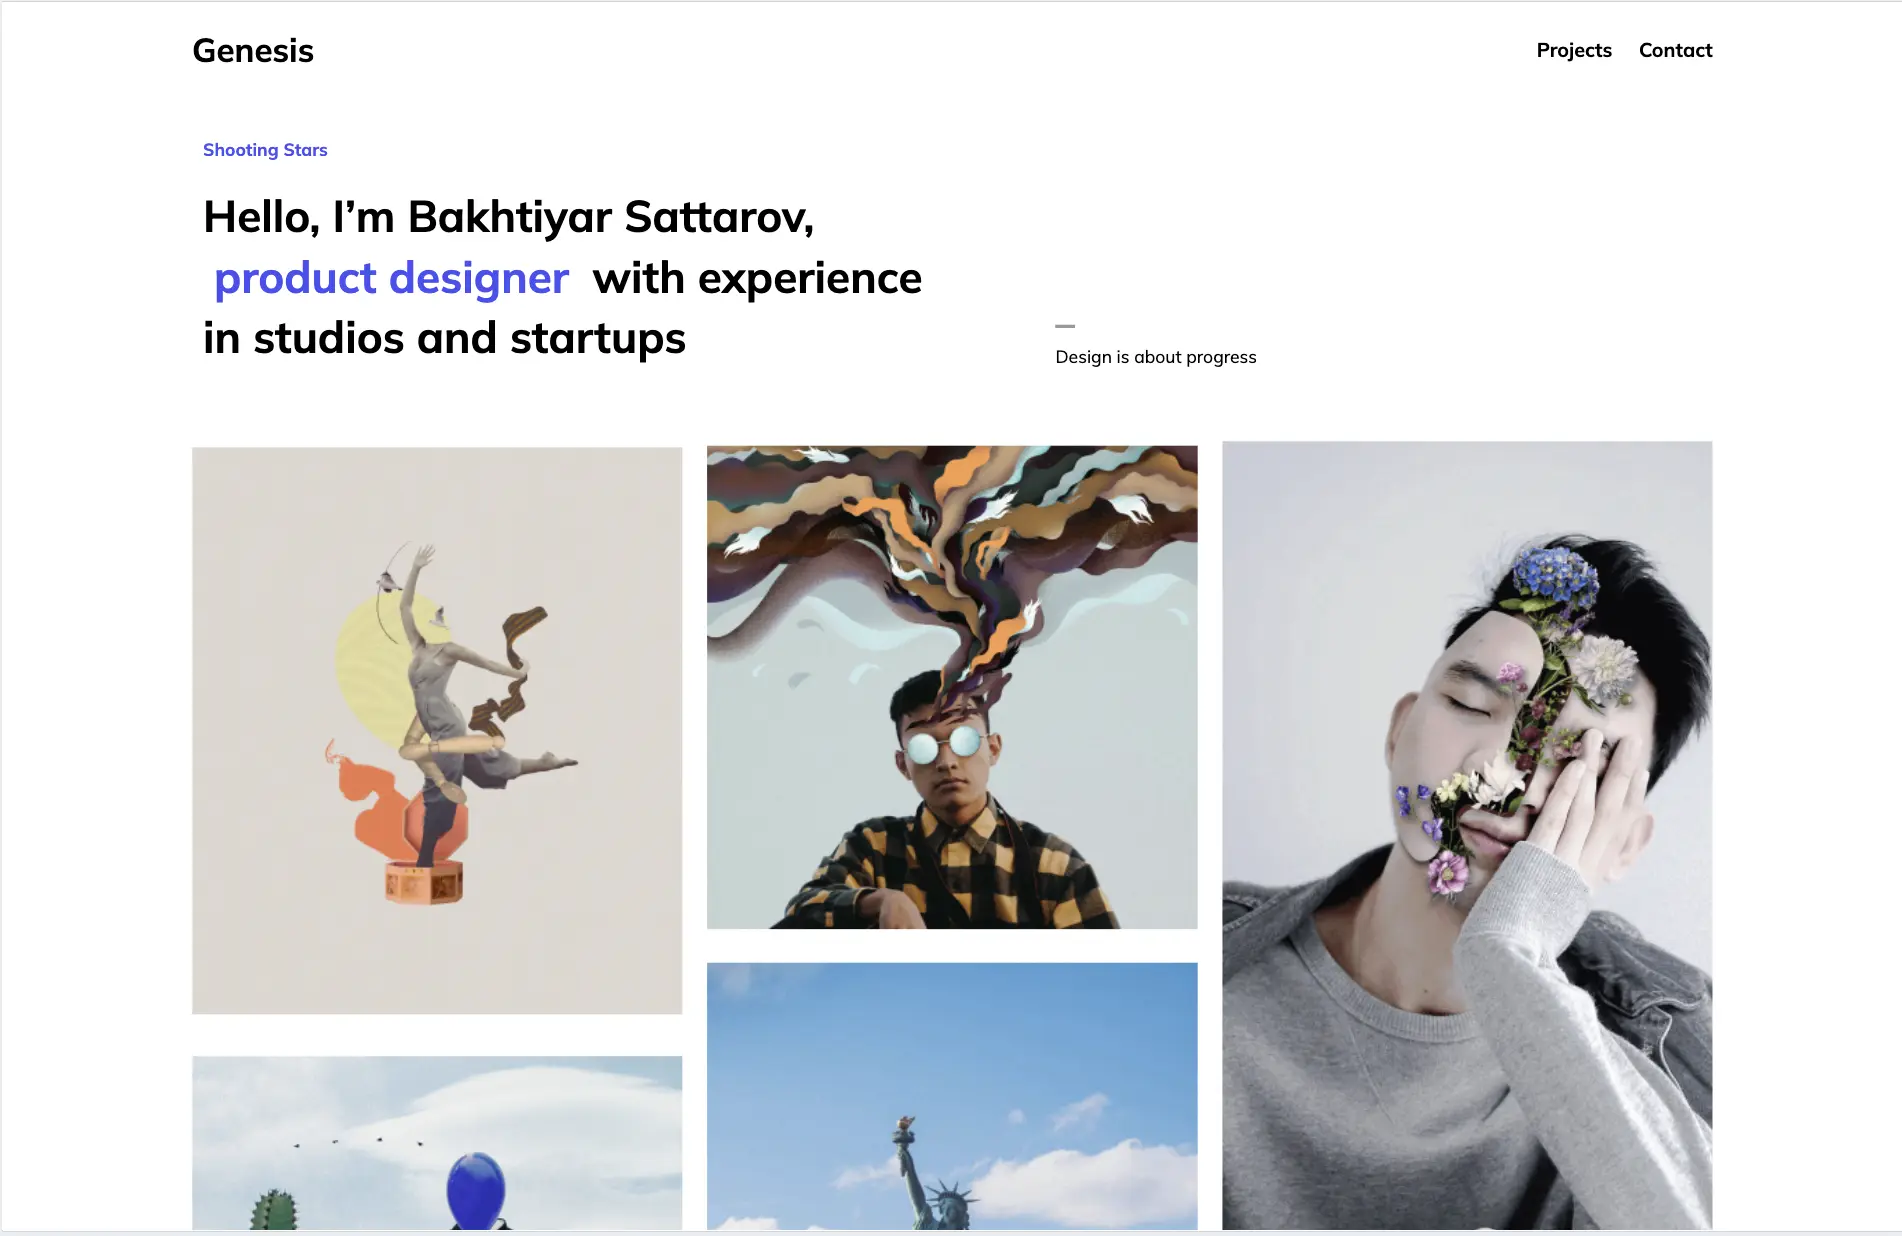 Genesis
Projects Contact
Shooting Stars
Hello, I’m Bakhtiyar Sattarov,
product designer with experience
in studios and startups
Design is about progress